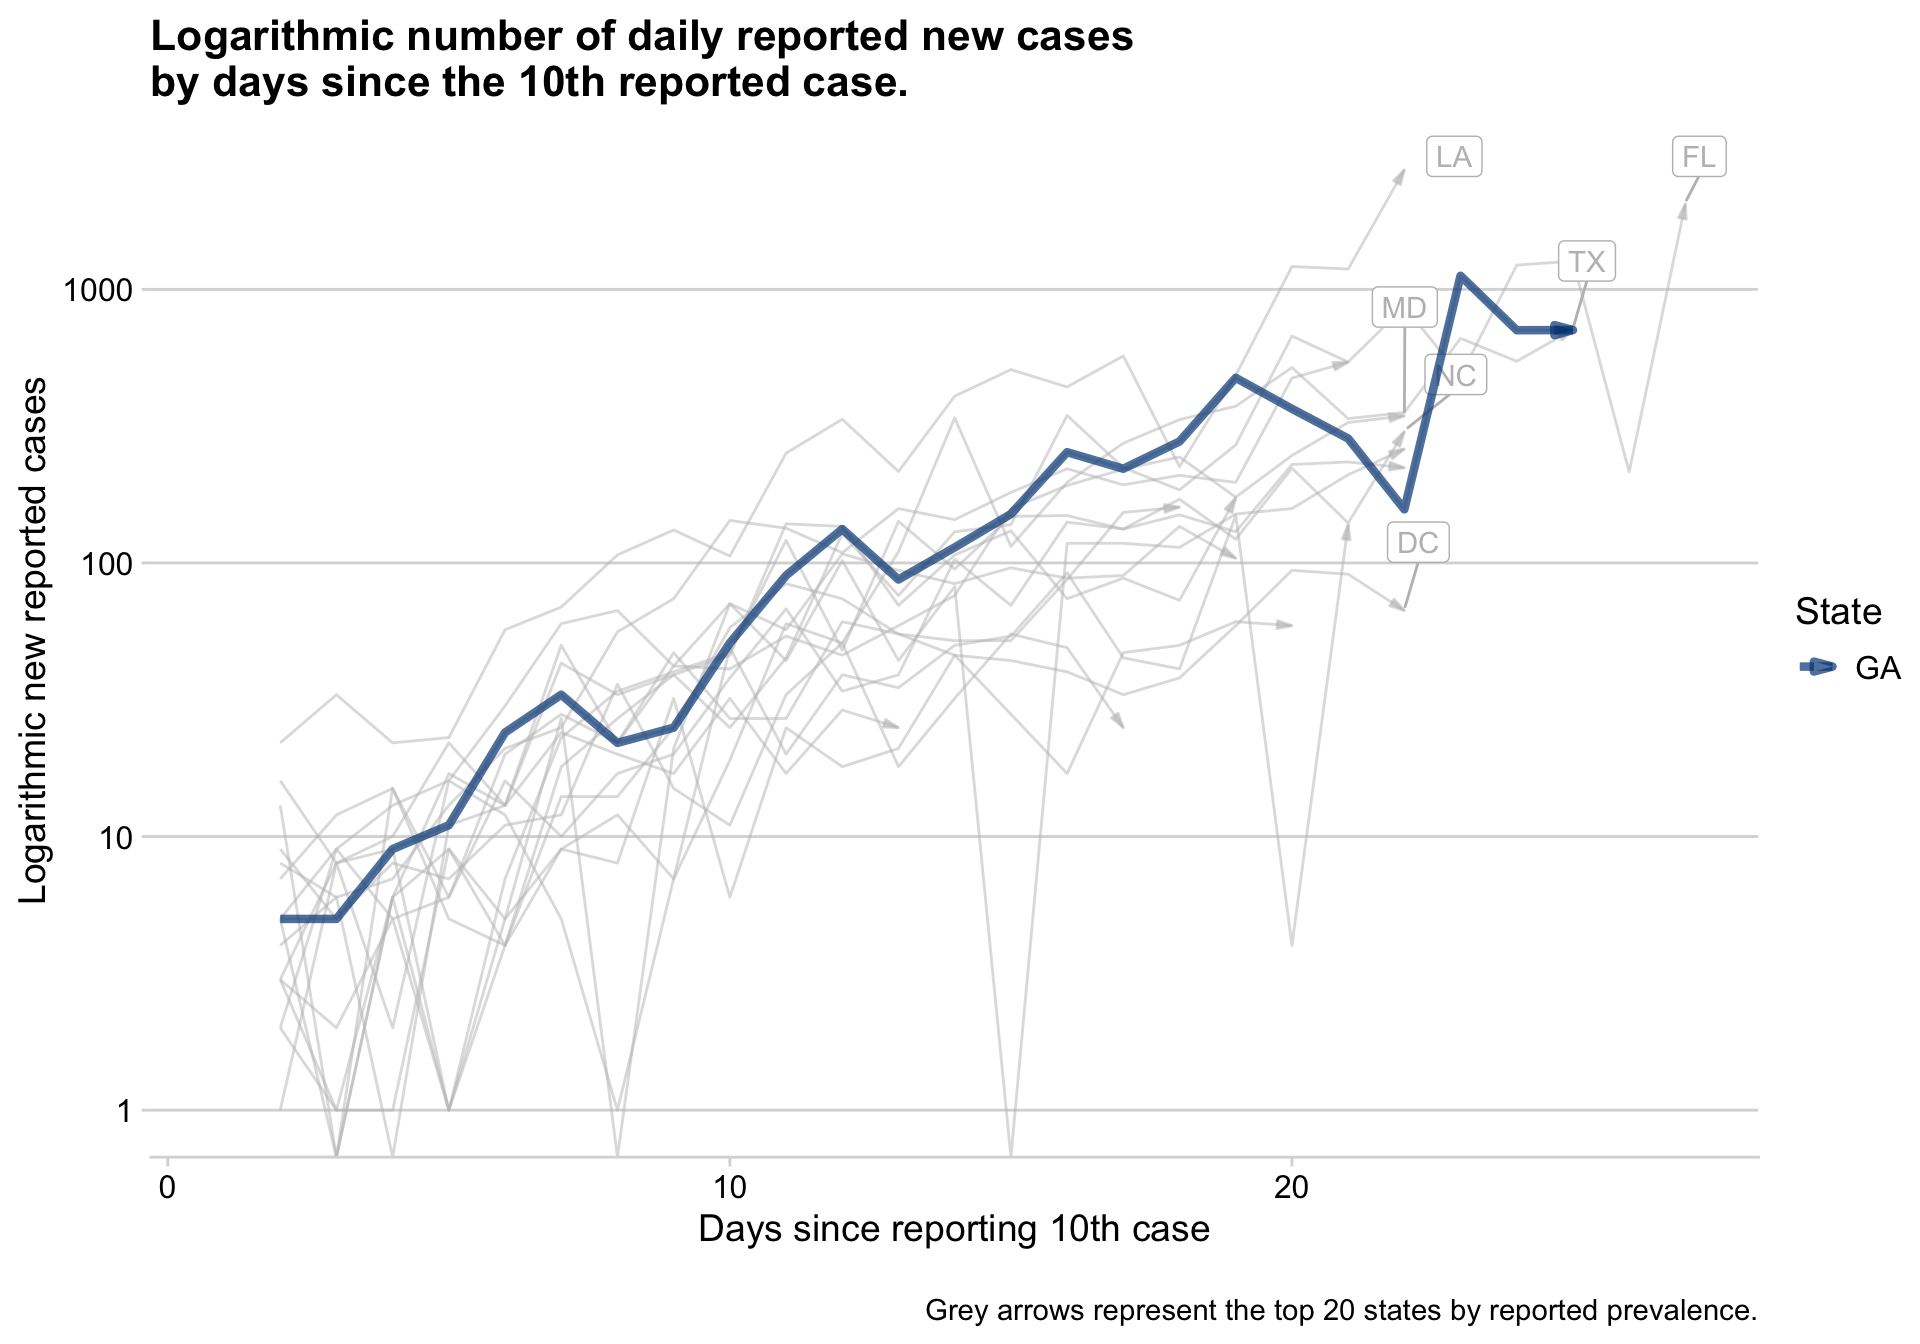 Logarithmic number of daily reported new cases
by days since the 10th reported case.
LA
FL
TX
MD
NC
DC
Logarithmic new reported cases
1000
100
10
1
0
10
20
Days since reporting 10th case
State
GA
Grey arrows represent the top 20 states by reported prevalence.